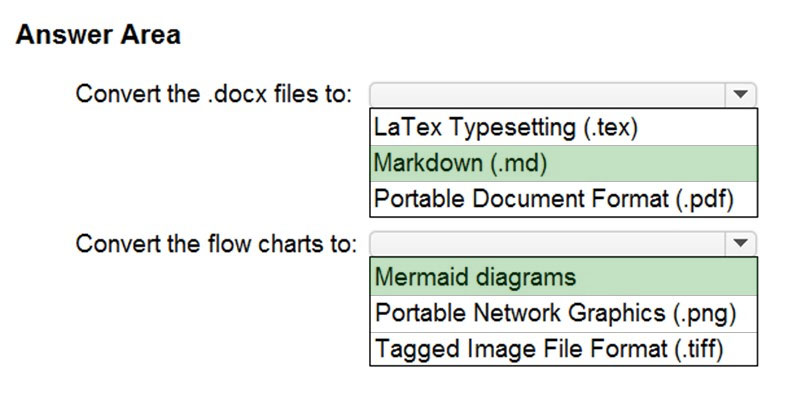 Answer Area
Convert the .docx files to:
LaTex Typesetting (.tex)
Markdown (.md)
Portable Document Format (.pdf)
Convert the flow charts to:
Mermaid diagrams
Portable Network Graphics (.png)
Tagged Image File Format (.tiff)